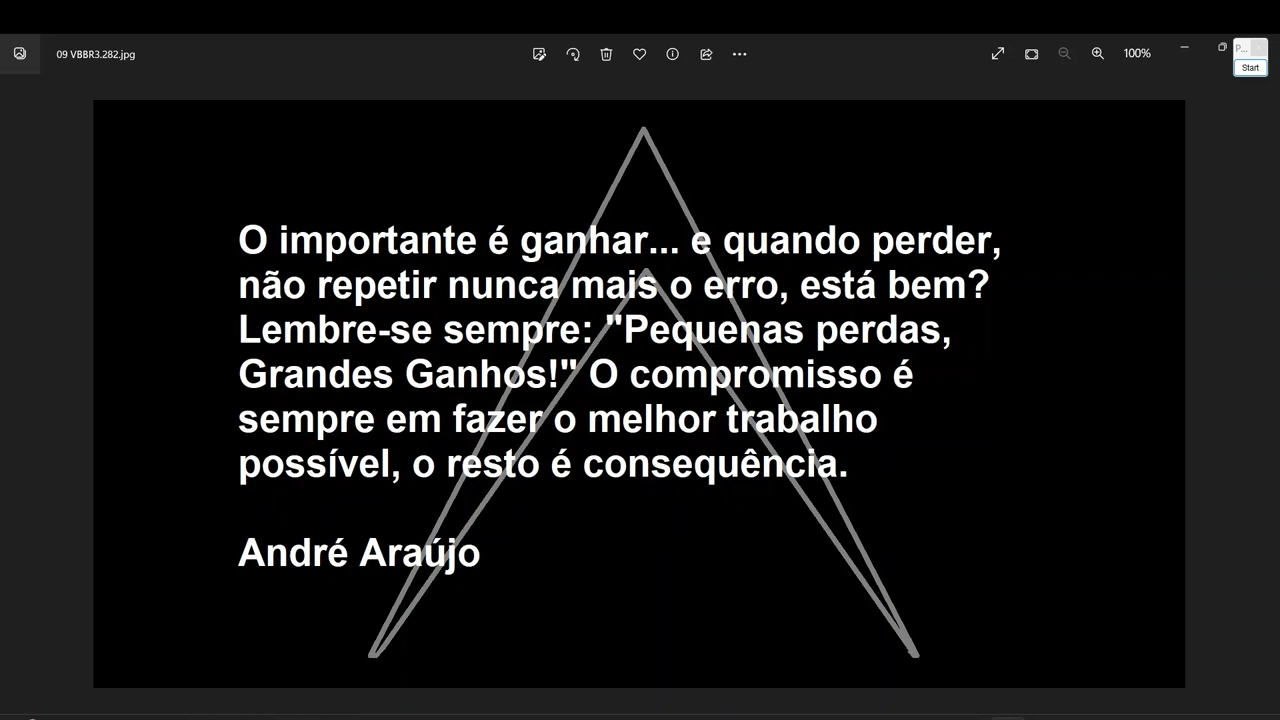 09 VBBR3.282.jpg
100%
P...
Start
O importante é ganhar... e quando perder,
não repetir nunca mais o erro, está bem?
Lembre-se sempre: "Pequenas perdas,
Grandes Ganhos!" O compromisso é
sempre em fazer o melhor trabalho
possível, o resto é consequência.
André Araújo